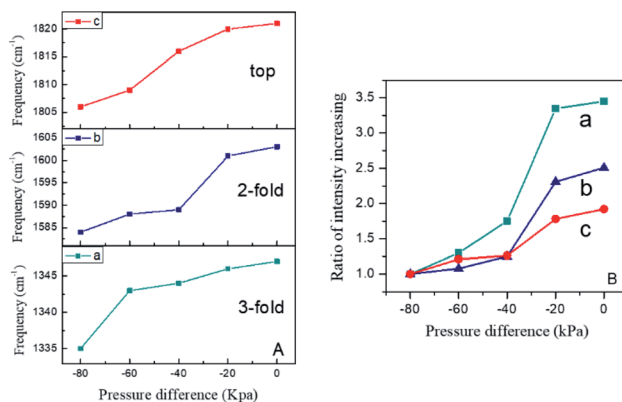 c
1820
1815
1810
1805
top
Frequency (cm⁻¹)
b
1605
1600
1595
1590
1585
2-fold
Frequency (cm⁻¹)
a
1345
1340
1335
3-fold
A
Frequency (cm⁻¹)
-80 -60 -40 -20 0
Pressure difference (Kpa)
3.5
3.0
2.5
2.0
1.5
1.0
Ratio of intensity increasing
a
b
c
B
-80 -60 -40 -20 0
Pressure difference (kPa)